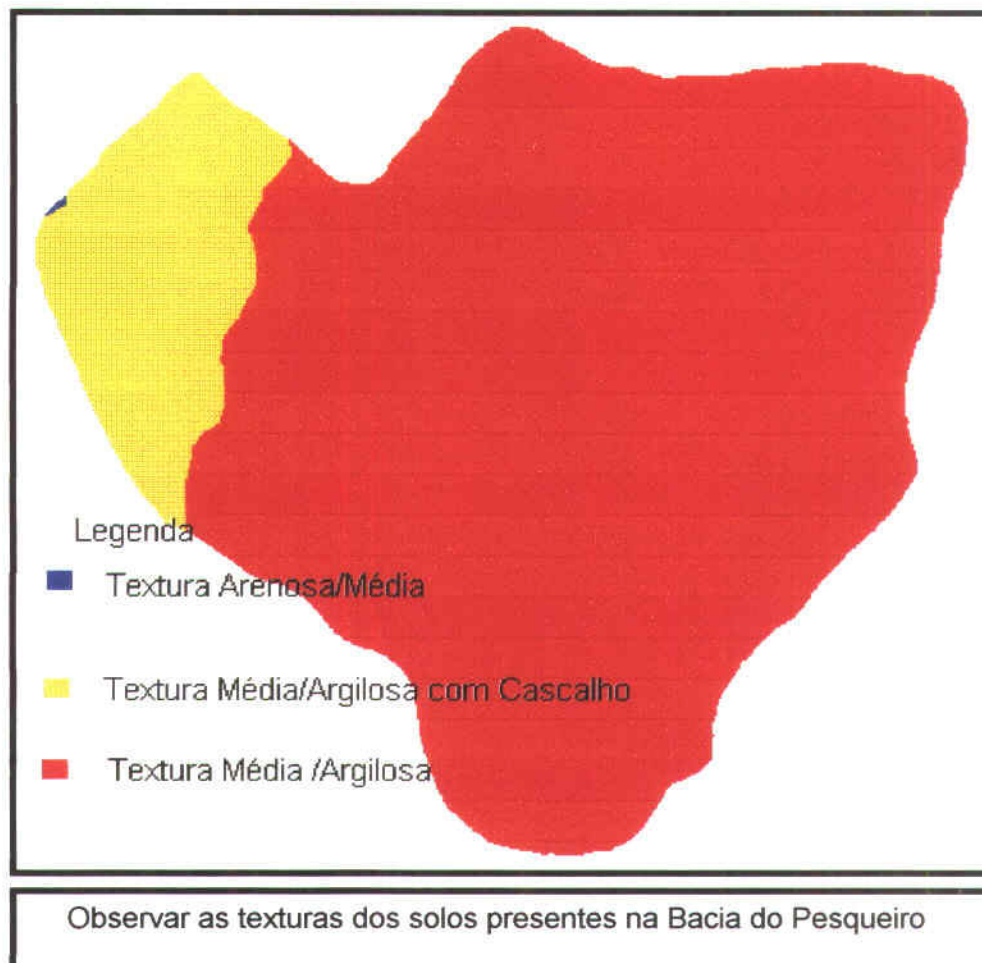 Legenda
Textura Arenosa/Média
Textura Média/Argilosa com Cascalho
Textura Média /Argilosa
Observar as texturas dos solos presentes na Bacia do Pesqueiro